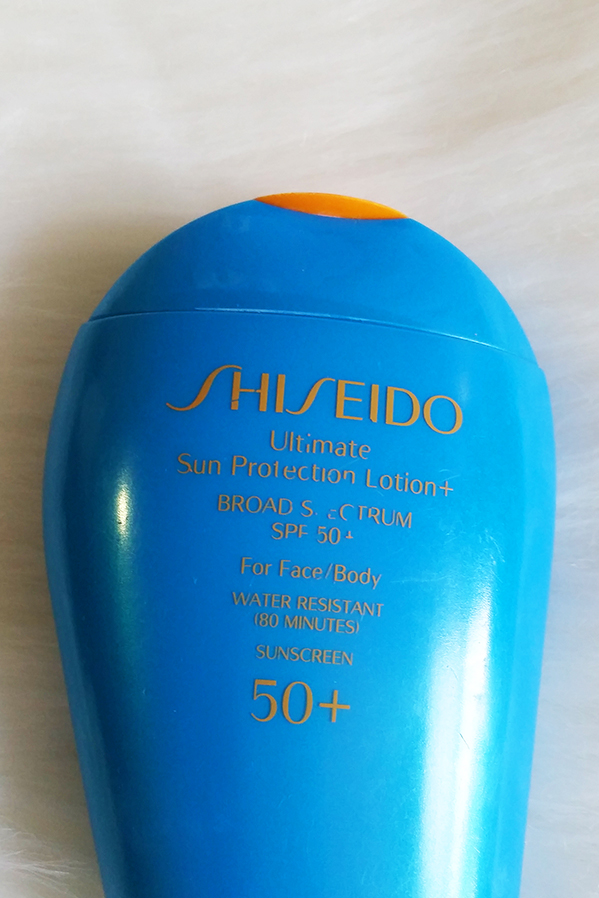 SHISEIDO
Ultimate
Sun Protection Lotion+
BROAD SPECTRUM
SPF 50+
For Face/Body
WATER RESISTANT
(80 MINUTES)
SUNSCREEN
50+